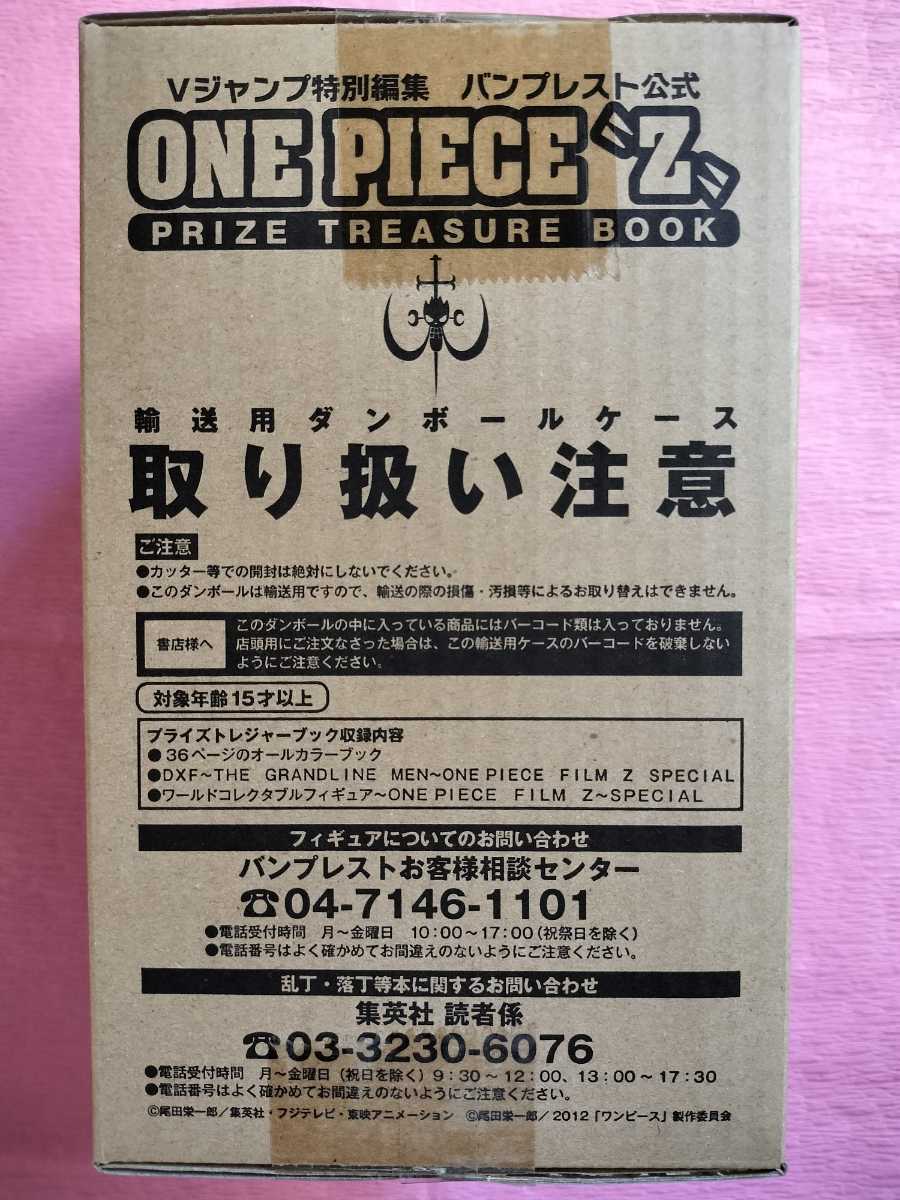 Vジャンプ特別編集 バンプレスト公式
ONE PIECE "Z"
PRIZE TREASURE BOOK
輸送用ダンボールケース
取り扱い注意
ご注意
●カッター等での開封は絶対にしないでください。
●このダンボールは輸送用ですので、輸送の際の損傷・汚損等によるお取り替えはできません。
書店様へ
このダンボールの中に入っている商品にはバーコード類は入っておりません。
店頭用にご注文なさった場合は、この輸送用ケースのバーコードを破棄しない
ようにご注意ください。
対象年齢15才以上
プライズトレジャーブック収録内容
●36ページのオールカラーブック
●DXF~THE GRANDLINE MEN~ONE PIECE FILM Z SPECIAL
●ワールドコレクタブルフィギュア~ONE PIECE FILM Z~SPECIAL
フィギュアについてのお問い合わせ
バンプレストお客様相談センター
☎04-7146-1101
●電話受付時間 月~金曜日 10:00~17:00(祝祭日を除く)
●電話番号はよく確かめてお間違えのないようにご注意ください。
乱丁・落丁等本に関するお問い合わせ
集英社 読者係
☎03-3230-6076
●電話受付時間 月~金曜日(祝日を除く)9:30~12:00、13:00~17:30
●電話番号はよく確かめてお間違えのないようにご注意ください。
©尾田栄一郎/集英社・フジテレビ・東映アニメーション ©尾田栄一郎/2012「ワンピース」製作委員会